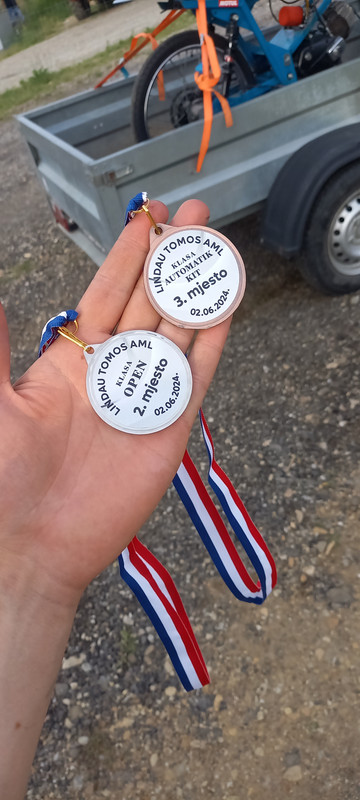 MOTUL
LINDAU TOMOS AML
KLASA
AUTOMATIK
KIT
3. mjesto
02.06.2024.
LINDAU TOMOS AML
KLASA
OPEN
2. mjesto
02.06.2024.